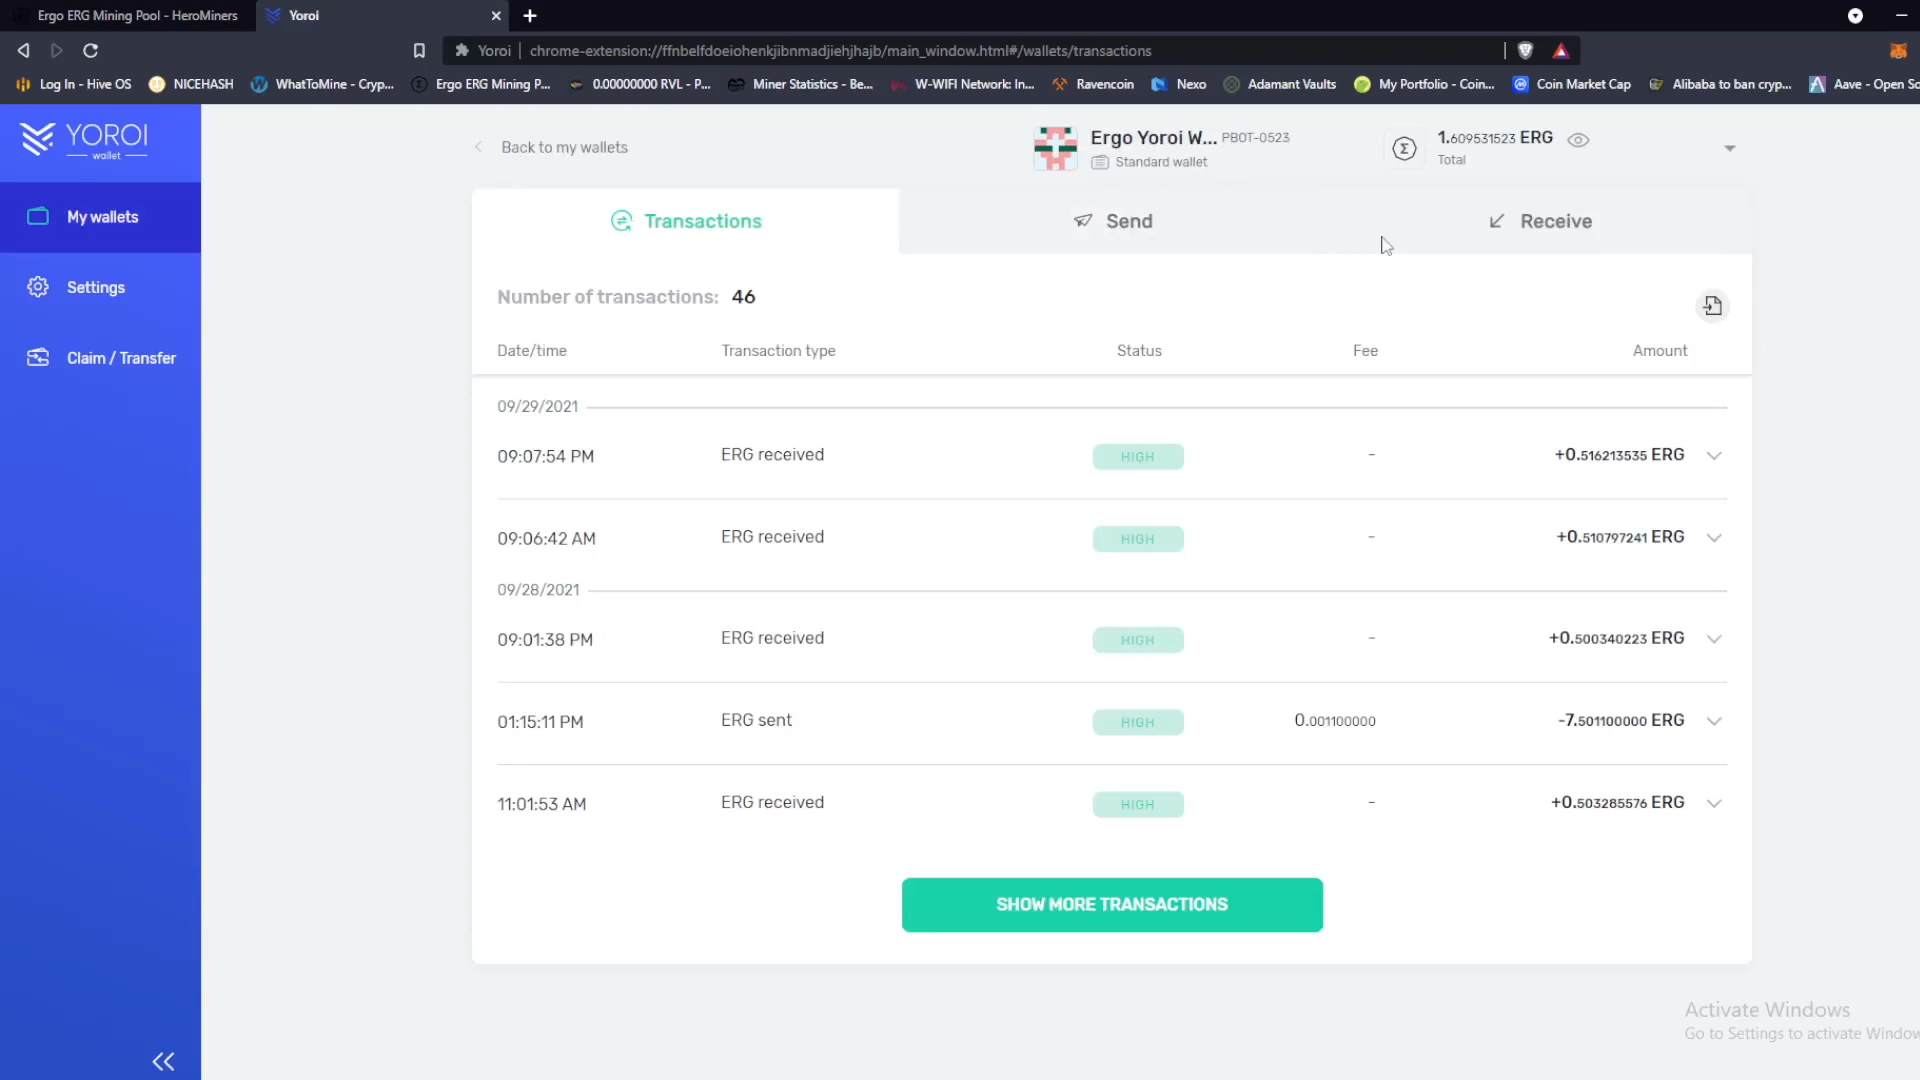 Ergo ERG Mining Pool - HeroMiners
Yoroi
Yoroi
chrome-extension://ffnbelfdoeiohenkjibnmadjiehjhajb/main_window.html#/wallets/transactions
Log In - Hive OS
NICEHASH
WhatToMine - Cryp...
Ergo ERG Mining P...
0.00000000 RVL - P...
Miner Statistics - Be...
W-WIFI Network: In...
Ravencoin
Nexo
Adamant Vaults
My Portfolio - Coin...
Coin Market Cap
Alibaba to ban cryp...
Aave - Open So
YOROI
wallet
My wallets
Settings
Claim / Transfer
Back to my wallets
Ergo Yoroi W... PBOT-0523
Standard wallet
1.609531523 ERG
Total
Transactions
Send
Receive
Number of transactions: 46
Date/time
Transaction type
Status
Fee
Amount
09/29/2021
09:07:54 PM
ERG received
HIGH
-
+0.516213535 ERG
09:06:42 AM
ERG received
HIGH
-
+0.510797241 ERG
09/28/2021
09:01:38 PM
ERG received
HIGH
-
+0.500340223 ERG
01:15:11 PM
ERG sent
HIGH
0.001100000
-7.501100000 ERG
11:01:53 AM
ERG received
HIGH
-
+0.503285576 ERG
SHOW MORE TRANSACTIONS
Activate Windows
Go to Settings to activate Window